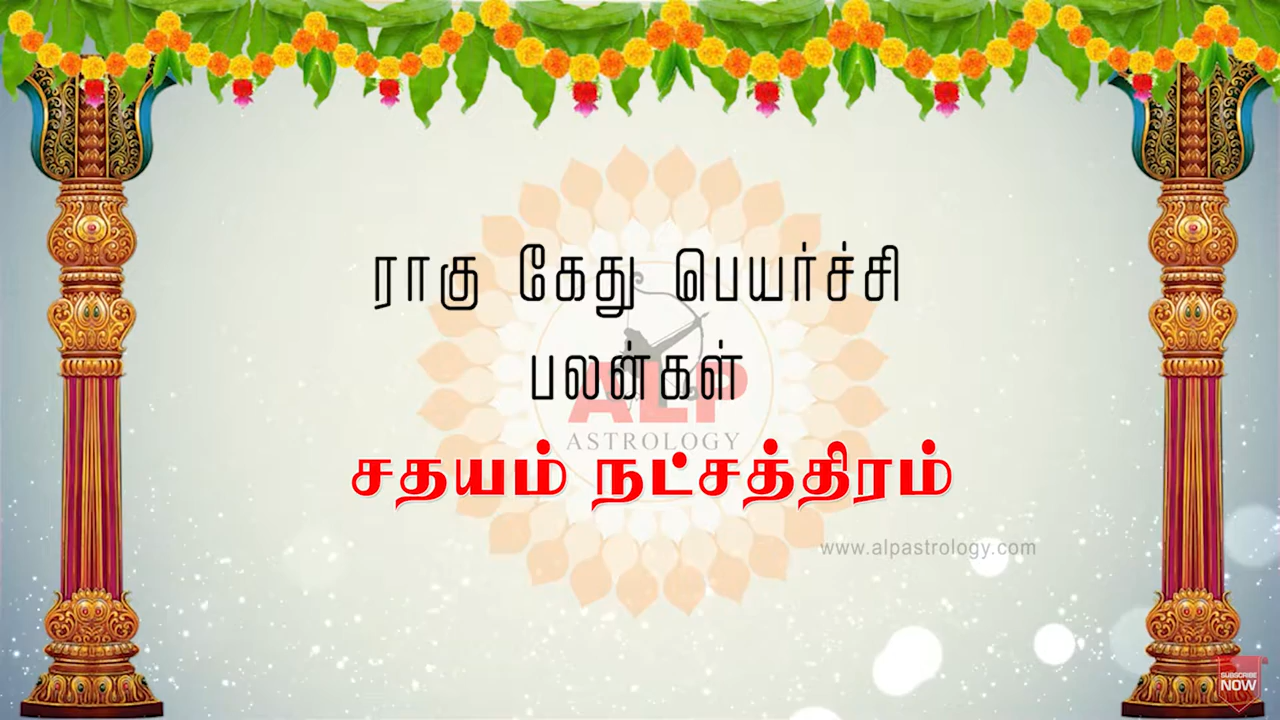 ராகு கேது பெயர்ச்சி
பலன்கள்
ALP
ASTROLOGY
சதயம் நட்சத்திரம்
www.alpastrology.com
SUBSCRIBE
NOW